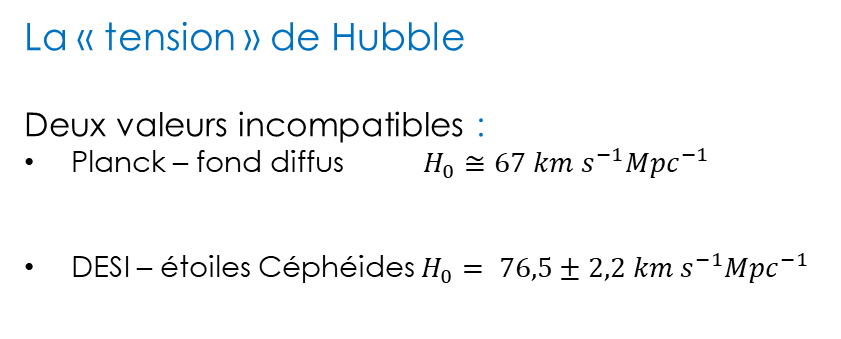 La « tension » de Hubble
Deux valeurs incompatibles :
• Planck – fond diffus H₀ ≅ 67 km s⁻¹Mpc⁻¹
• DESI – étoiles Céphéides H₀ = 76,5 ± 2,2 km s⁻¹Mpc⁻¹